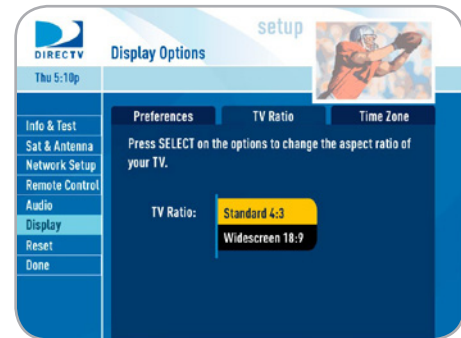 setup
DIRECTV
Display Options
Thu 5:10p
Preferences
TV Ratio
Time Zone
Info & Test
Sat & Antenna
Network Setup
Remote Control
Audio
Display
Reset
Done
Press SELECT on the options to change the aspect ratio of
your TV.
TV Ratio:
Standard 4:3
Widescreen 18:9